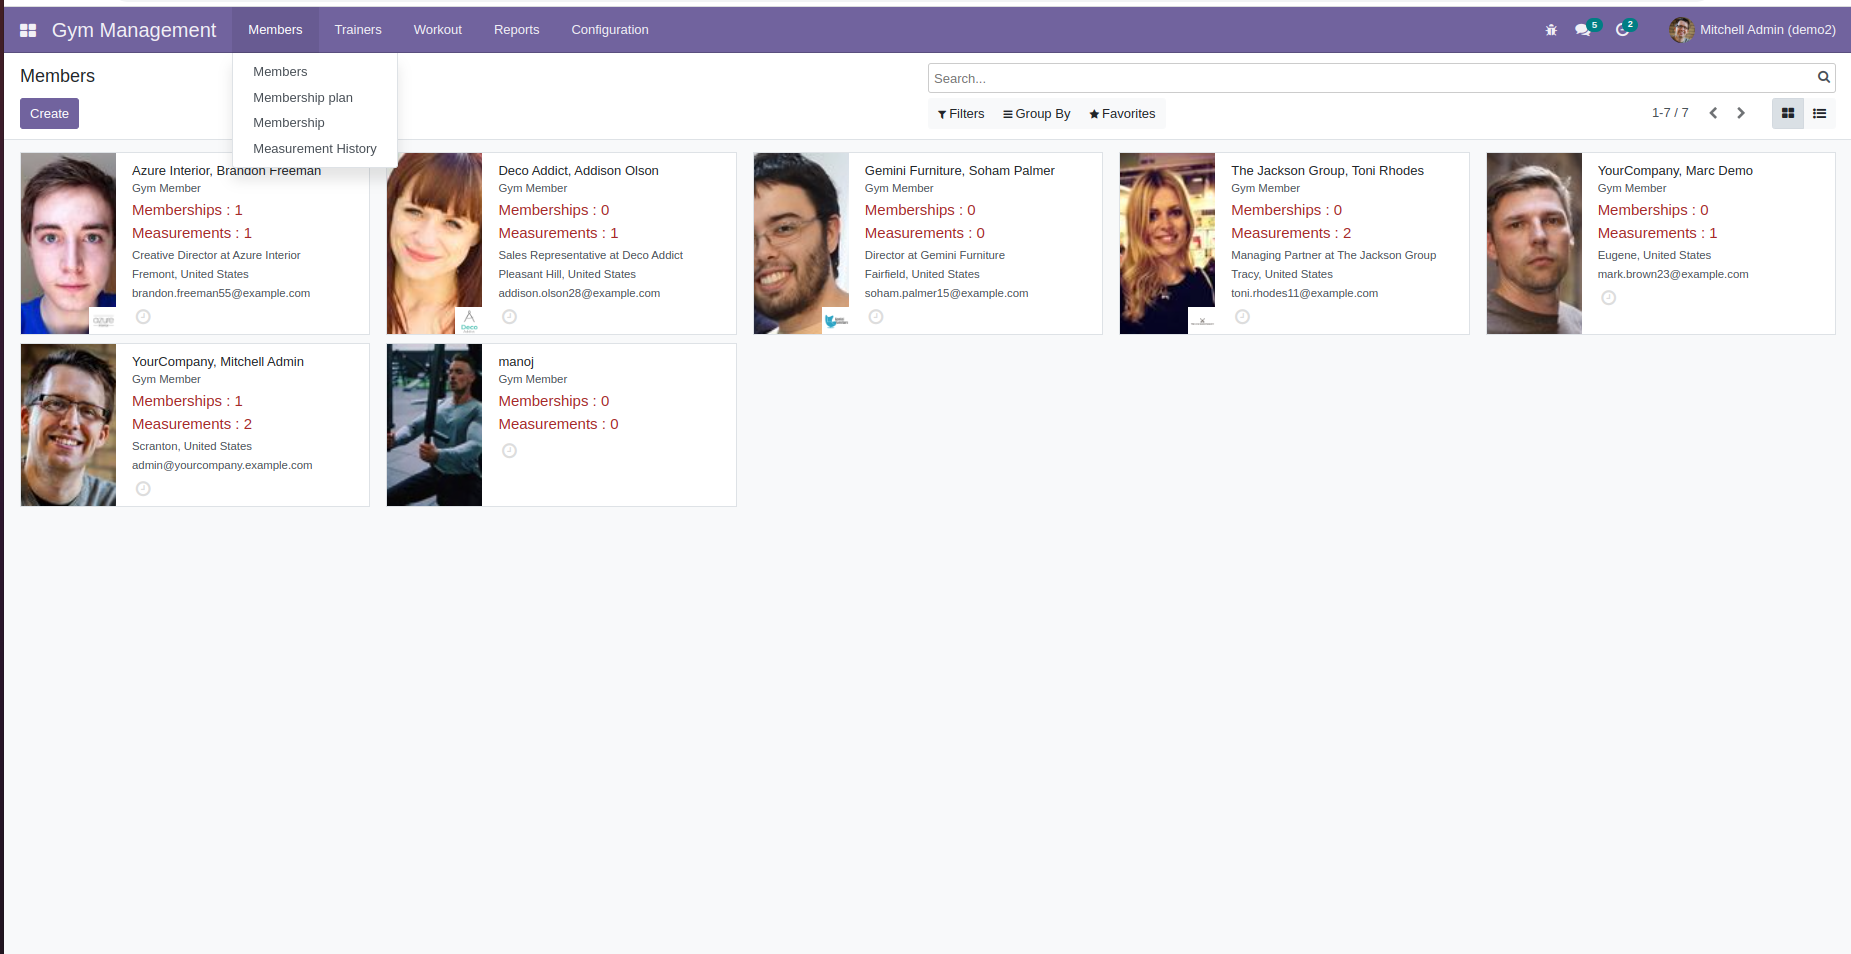 Gym Management
Members
Trainers
Workout
Reports
Configuration
5
2
Mitchell Admin (demo2)
Members
Membership plan
Membership
Measurement History
Members
Create
Search...
Filters
Group By
Favorites
1-7 / 7
Azure Interior, Brandon Freeman
Gym Member
Memberships : 1
Measurements : 1
Creative Director at Azure Interior
Fremont, United States
brandon.freeman55@example.com
azure
Deco Addict, Addison Olson
Gym Member
Memberships : 0
Measurements : 1
Sales Representative at Deco Addict
Pleasant Hill, United States
addison.olson28@example.com
Deco
Gemini Furniture, Soham Palmer
Gym Member
Memberships : 0
Measurements : 0
Director at Gemini Furniture
Fairfield, United States
soham.palmer15@example.com
The Jackson Group, Toni Rhodes
Gym Member
Memberships : 0
Measurements : 2
Managing Partner at The Jackson Group
Tracy, United States
toni.rhodes11@example.com
YourCompany, Marc Demo
Gym Member
Memberships : 0
Measurements : 1
Eugene, United States
mark.brown23@example.com
YourCompany, Mitchell Admin
Gym Member
Memberships : 1
Measurements : 2
Scranton, United States
admin@yourcompany.example.com
manoj
Gym Member
Memberships : 0
Measurements : 0